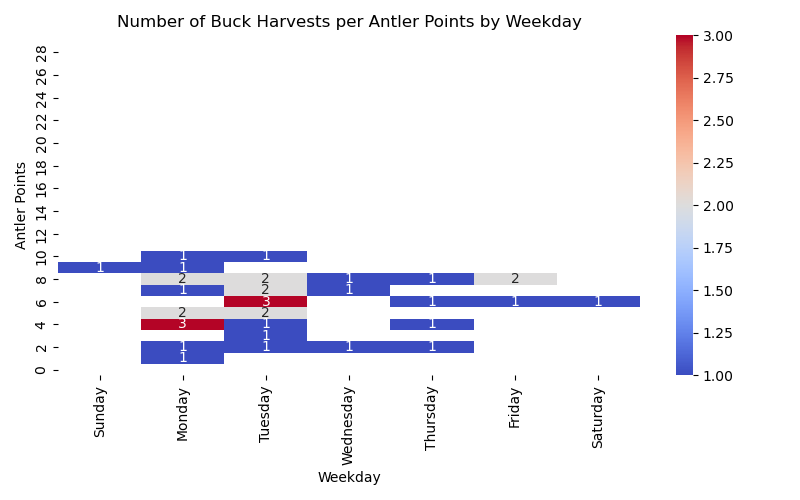 Number of Buck Harvests per Antler Points by Weekday
Antler Points
28
26
24
22
20
18
16
14
12
10
8
6
4
2
0
1 1
1 1
2 2 1 1 2
1 2 1
3 1 1 1
2 2
3 1 1
1
1 1 1 1
1
Sunday
Monday
Tuesday
Wednesday
Thursday
Friday
Saturday
Weekday
3.00
2.75
2.50
2.25
2.00
1.75
1.50
1.25
1.00